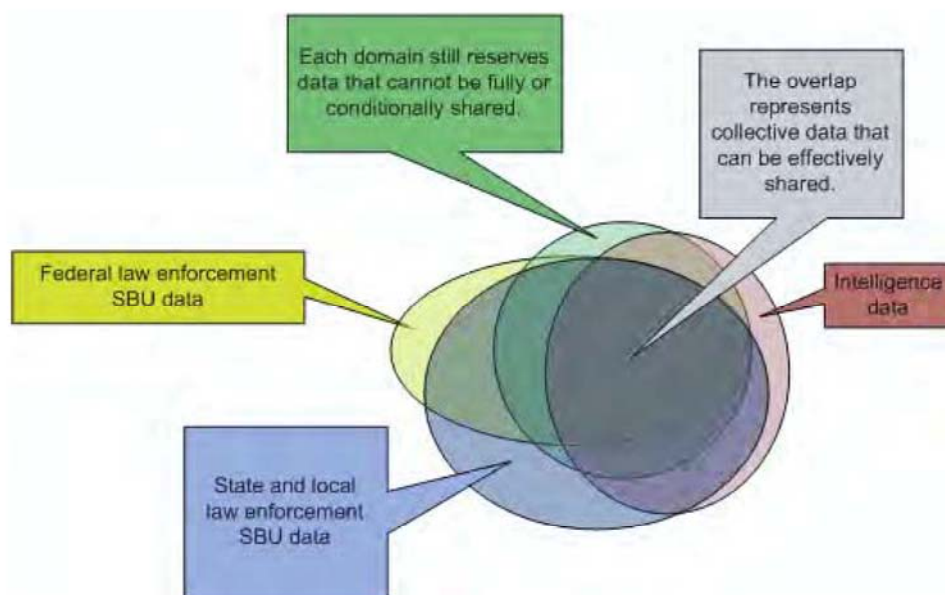 Each domain still reserves
data that cannot be fully or
conditionally shared.
The overlap
represents
collective data that
can be effectively
shared.
Federal law enforcement
SBU data
Intelligence
data
State and local
law enforcement
SBU data